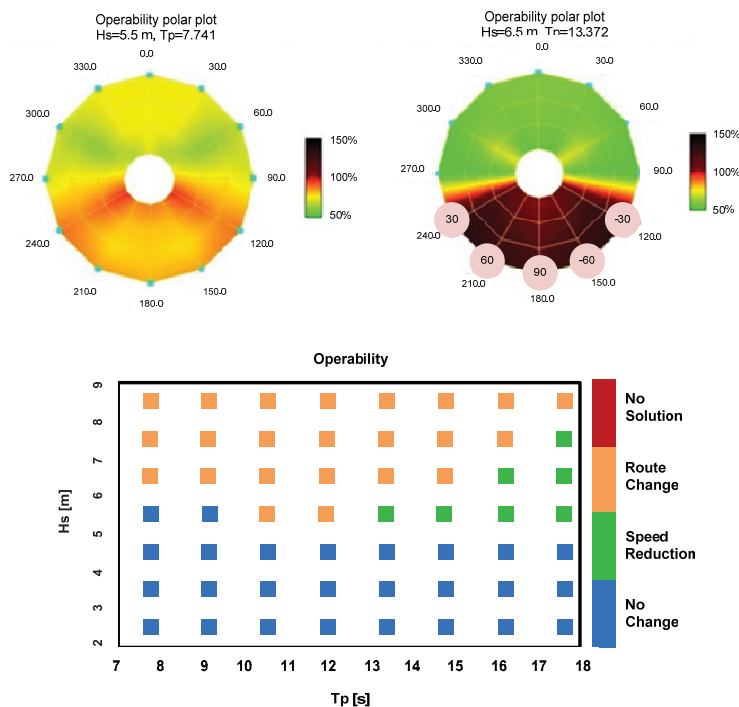 Operability polar plot
Hs=5.5 m, Tp=7.741
0.0
330.0
30.0
300.0
60.0
270.0
90.0
240.0
120.0
210.0
150.0
180.0
150%
100%
50%
Operability polar plot
Hs=6.5 m, Tp=13.372
0.0
330.0
30.0
300.0
60.0
270.0
90.0
30
-30
240.0
120.0
60
90
-60
210.0
150.0
180.0
150%
100%
50%
Operability
9
8
7
6
5
4
3
2
Hs [m]
7 8 9 10 11 12 13 14 15 16 17 18
Tp [s]
No
Solution
Route
Change
Speed
Reduction
No
Change